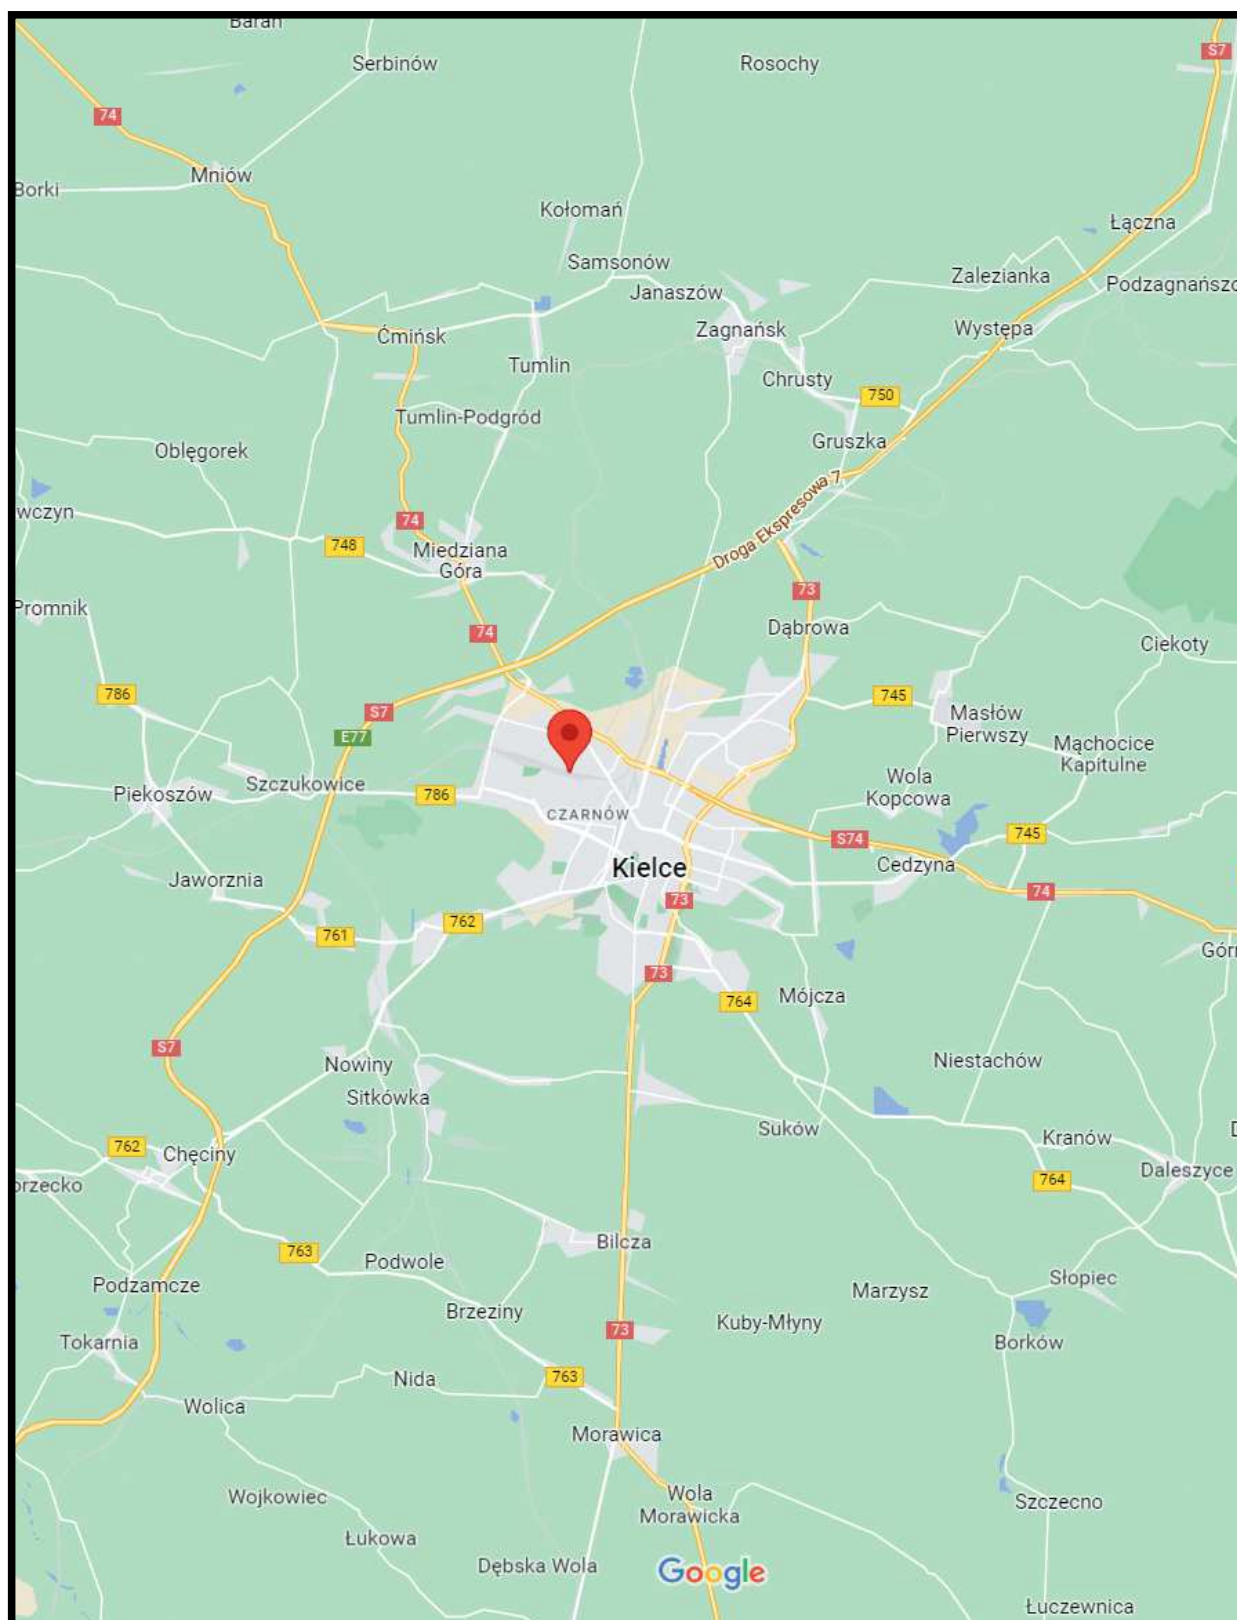 Baran
Serbinów
Rosochy
S7
74
Mniów
Borki
Kołomań
Łączna
Samsonów
Zalezianka
Podzagnańszc
Janaszów
Zagnańsk
Występa
Ćmińsk
Tumlin
Chrusty
750
Tumlin-Podgród
Gruszka
Oblęgorek
Droga Ekspresowa 7
wczyn
74
748
Miedziana
Góra
73
Promnik
Dąbrowa
74
Ciekoty
786
745
S7
Masłów
Pierwszy
E77
Mąchocice
Kapitulne
Szczukowice
Wola
Kopcowa
Piekoszów
786
CZARNÓW
745
S74
Kielce
Cedzyna
Jaworznia
74
73
762
761
Gór
73
Mójcza
764
S7
Nowiny
Niestachów
Sitkówka
Suków
Kranów
762
Chęciny
Daleszyce
orzecko
764
Bilcza
763
Podwole
Słopiec
Podzamcze
Marzysz
Brzeziny
Kuby-Młyny
73
Tokarnia
Borków
Nida
763
Wolica
Morawica
Wojkowiec
Wola
Morawicka
Szczecno
Łukowa
Dębska Wola
Google
Łuczewnica